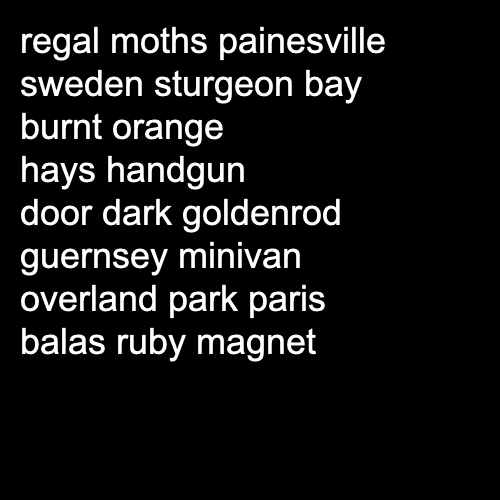 regal moths painesville
sweden sturgeon bay
burnt orange
hays handgun
door dark goldenrod
guernsey minivan
overland park paris
balas ruby magnet